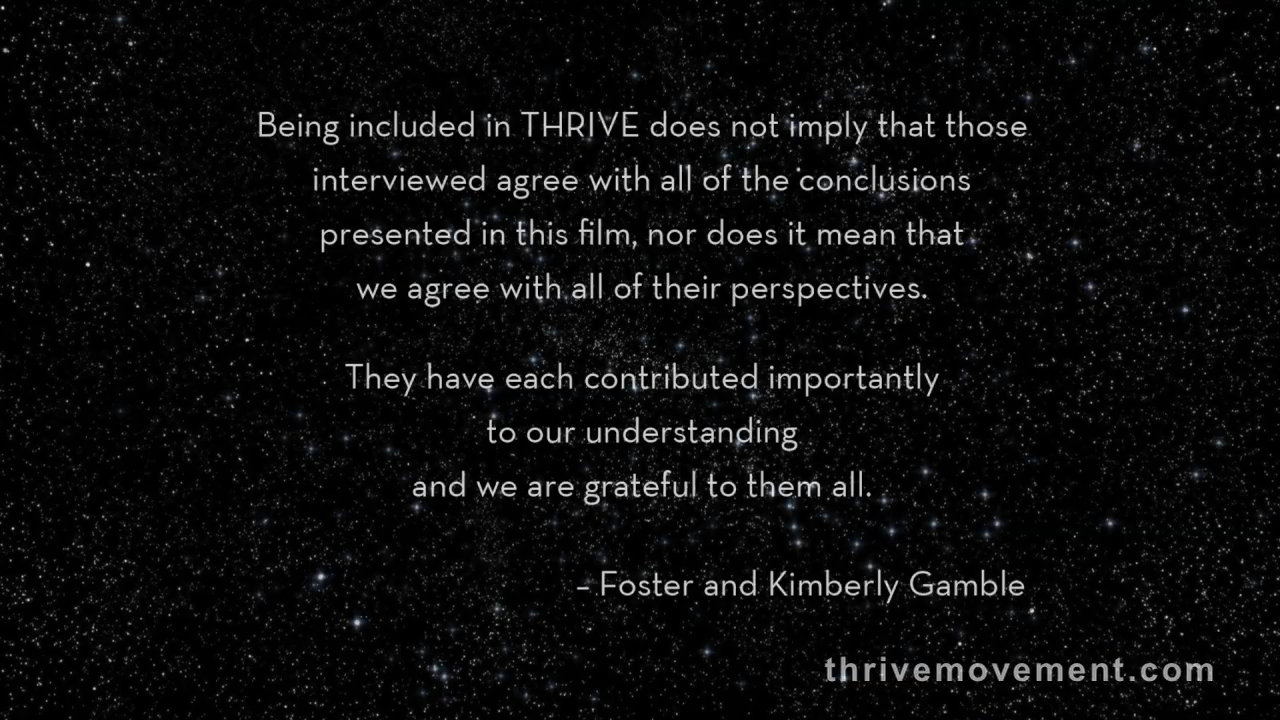 Being included in THRIVE does not imply that those
interviewed agree with all of the conclusions
presented in this film, nor does it mean that
we agree with all of their perspectives.
They have each contributed importantly
to our understanding
and we are grateful to them all.
– Foster and Kimberly Gamble
thrivemovement.com